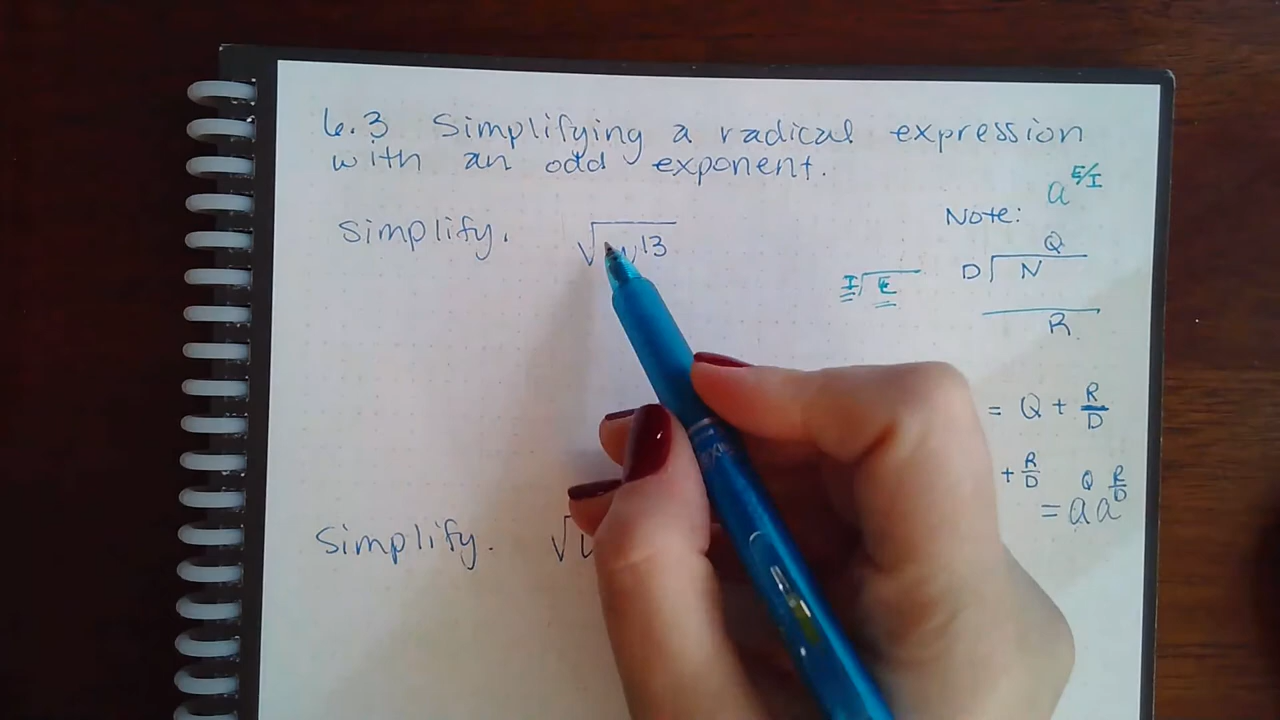 6.3 Simplifying a radical expression
with an odd exponent.
Simplify. √ 13
Note: a^E/I
Q
D N
R
I√E
= Q + R/D
+ R/D
= a^Q a^R/D
Simplify. √